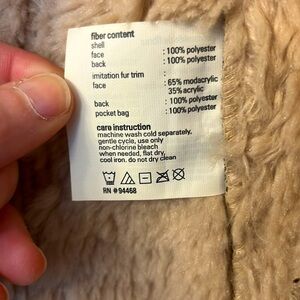 fiber content
shell
face : 100% polyester
back : 100% polyester
imitation fur trim :
face 65% modacrylic
35% acrylic
back : 100% polyester
pocket bag : 100% polyester
care instruction
machine wash cold separately,
gentle cycle, use only
non-chlorine bleach
when needed, flat dry,
cool iron. do not dry clean
RN # 94468